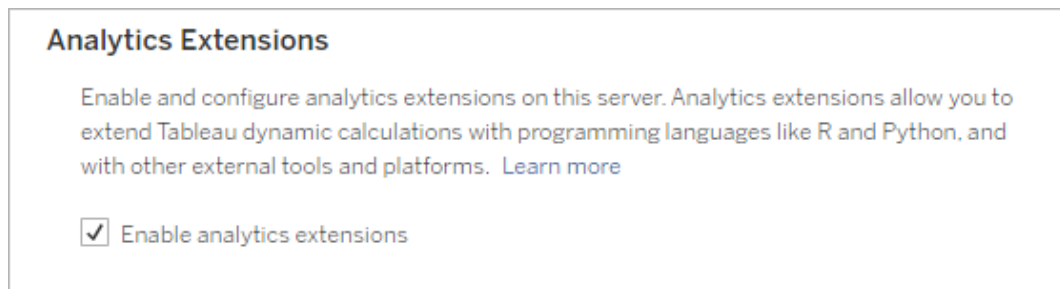 Analytics Extensions
Enable and configure analytics extensions on this server. Analytics extensions allow you to
extend Tableau dynamic calculations with programming languages like R and Python, and
with other external tools and platforms. Learn more
Enable analytics extensions